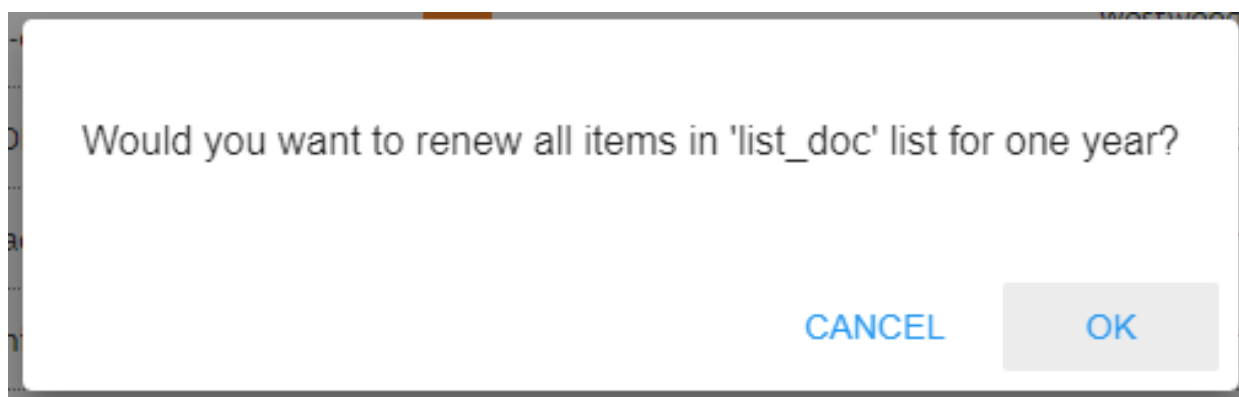 Would you want to renew all items in 'list_doc' list for one year?
CANCEL OK